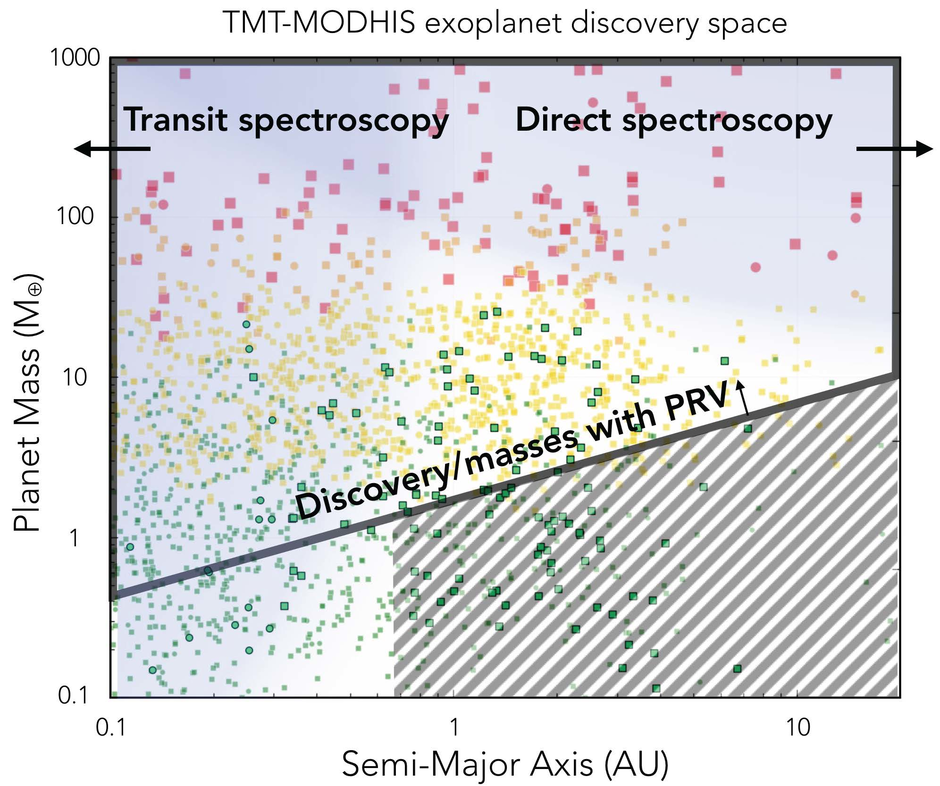 TMT-MODHIS exoplanet discovery space
1000
Transit spectroscopy
Direct spectroscopy
100
Planet Mass (M⊕)
10
Discovery/masses with PRV
1
0.1
0.1
1
10
Semi-Major Axis (AU)